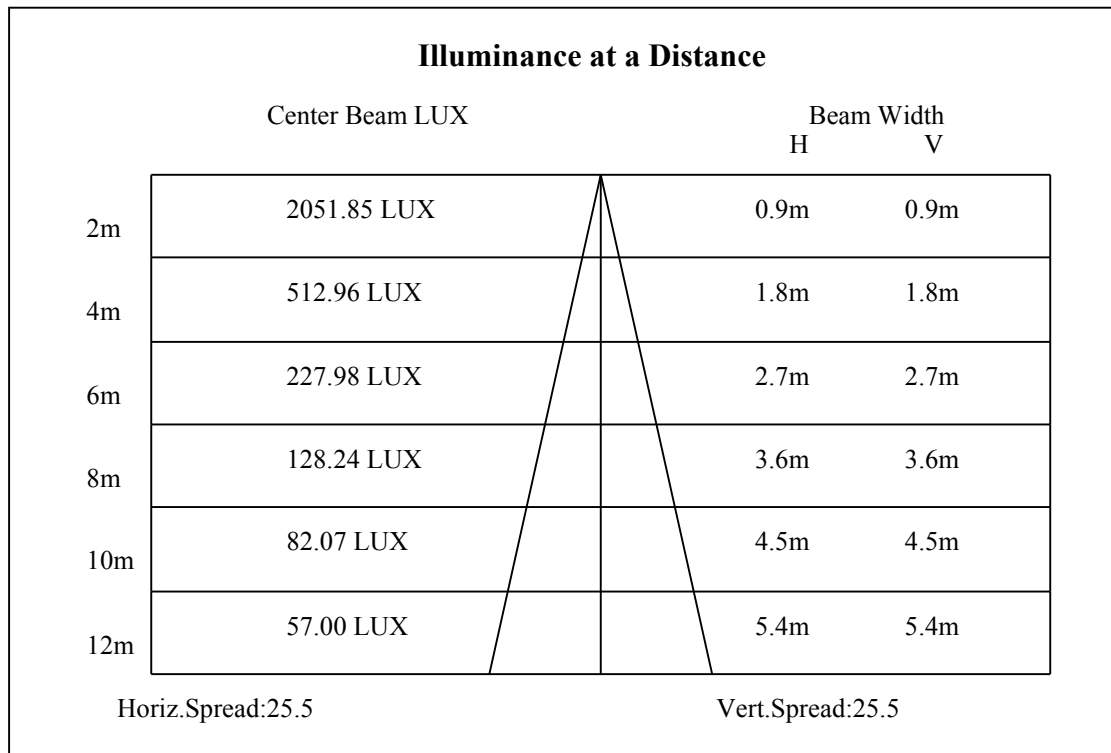 Illuminance at a Distance
Center Beam LUX Beam Width
H V
2m 2051.85 LUX 0.9m 0.9m
4m 512.96 LUX 1.8m 1.8m
6m 227.98 LUX 2.7m 2.7m
8m 128.24 LUX 3.6m 3.6m
10m 82.07 LUX 4.5m 4.5m
12m 57.00 LUX 5.4m 5.4m
Horiz.Spread:25.5 Vert.Spread:25.5